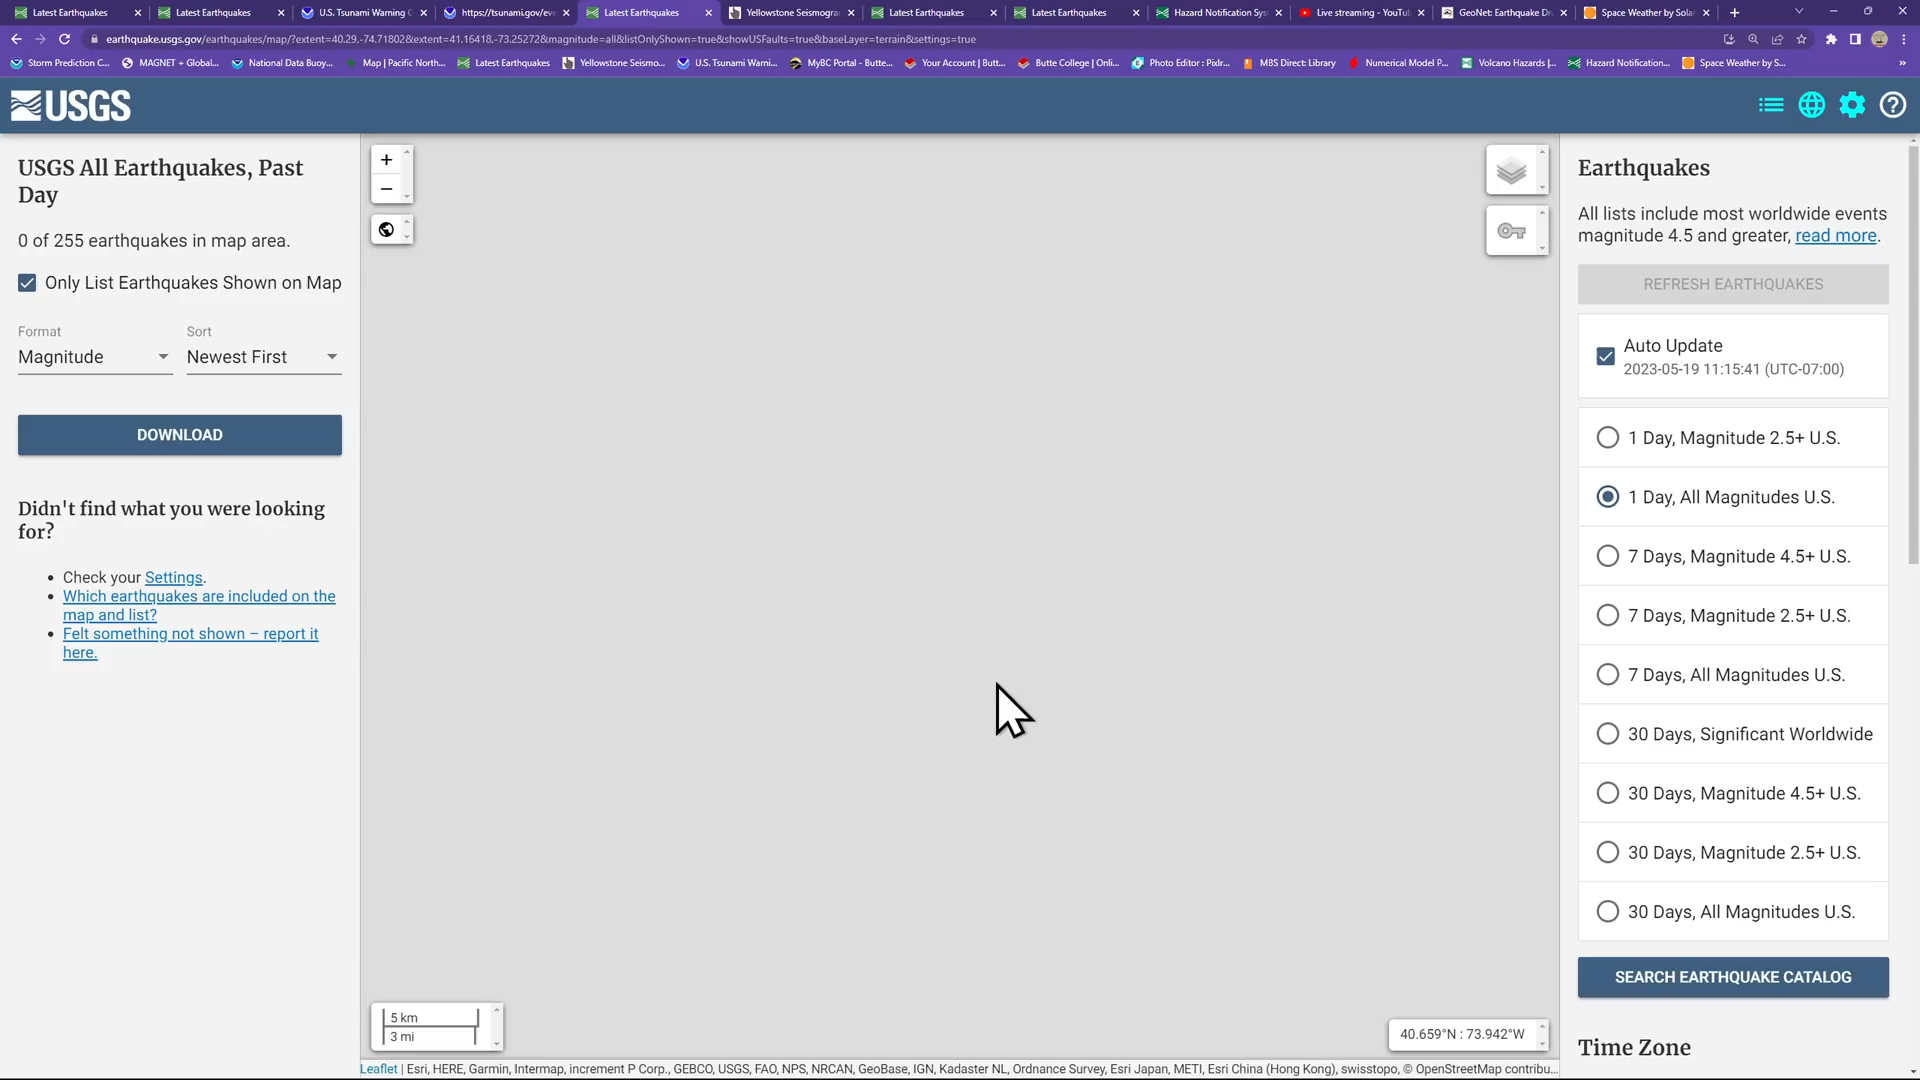 Latest Earthquakes
Latest Earthquakes
U.S. Tsunami Warning C
https://tsunami.gov/eve
Latest Earthquakes
Yellowstone Seismogra
Latest Earthquakes
Latest Earthquakes
Hazard Notification Sys
Live streaming - YouTub
GeoNet: Earthquake Dr
Space Weather by Sola
earthquake.usgs.gov/earthquakes/map/?extent=40.29,-74.71802&extent=41.16418,-73.25272&magnitude=all&listOnlyShown=true&showUSFaults=true&baseLayer=terrain&settings=true
Storm Prediction C...
MAGNET + Global...
National Data Buoy...
Map | Pacific North...
Latest Earthquakes
Yellowstone Seismo...
U.S. Tsunami Warni...
MyBC Portal - Butte...
Your Account | Butt...
Butte College | Onli...
Photo Editor : Pixlr...
MBS Direct Library
Numerical Model P...
Volcano Hazards |...
Hazard Notification...
Space Weather by S...
»
USGS
USGS All Earthquakes, Past
Day
0 of 255 earthquakes in map area.
Only List Earthquakes Shown on Map
Format
Sort
Magnitude
Newest First
DOWNLOAD
Didn't find what you were looking
for?
• Check your Settings.
• Which earthquakes are included on the
map and list?
• Felt something not shown – report it
here.
+
−
5 km
3 mi
40.659°N : 73.942°W
Leaflet | Esri, HERE, Garmin, Intermap, increment P Corp., GEBCO, USGS, FAO, NPS, NRCAN, GeoBase, IGN, Kadaster NL, Ordnance Survey, Esri Japan, METI, Esri China (Hong Kong), swisstopo, © OpenStreetMap contribu...
Earthquakes
All lists include most worldwide events
magnitude 4.5 and greater, read more.
REFRESH EARTHQUAKES
Auto Update
2023-05-19 11:15:41 (UTC-07:00)
1 Day, Magnitude 2.5+ U.S.
1 Day, All Magnitudes U.S.
7 Days, Magnitude 4.5+ U.S.
7 Days, Magnitude 2.5+ U.S.
7 Days, All Magnitudes U.S.
30 Days, Significant Worldwide
30 Days, Magnitude 4.5+ U.S.
30 Days, Magnitude 2.5+ U.S.
30 Days, All Magnitudes U.S.
SEARCH EARTHQUAKE CATALOG
Time Zone